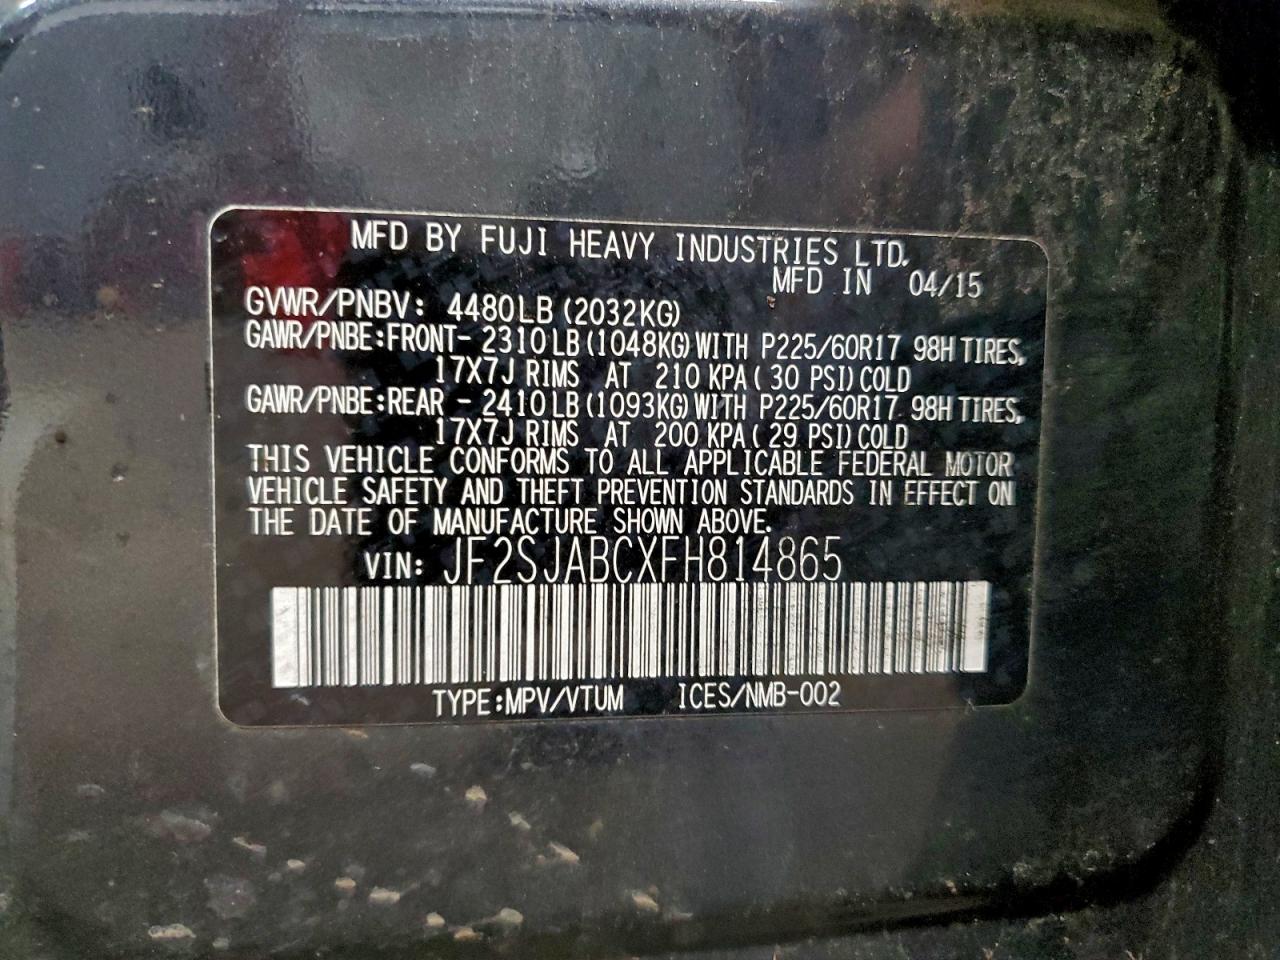 MFD BY FUJI HEAVY INDUSTRIES LTD.
MFD IN 04/15
GVWR/PNBV: 4480LB (2032KG)
GAWR/PNBE:FRONT- 2310LB (1048KG) WITH P225/60R17 98H TIRES,
17X7J RIMS AT 210 KPA ( 30 PSI) COLD
GAWR/PNBE:REAR - 2410LB (1093KG) WITH P225/60R17 98H TIRES,
17X7J RIMS AT 200 KPA ( 29 PSI) COLD
THIS VEHICLE CONFORMS TO ALL APPLICABLE FEDERAL MOTOR
VEHICLE SAFETY AND THEFT PREVENTION STANDARDS IN EFFECT ON
THE DATE OF MANUFACTURE SHOWN ABOVE.
VIN: JF2SJABCXFH814865
TYPE:MPV/VTUM ICES/NMB-002